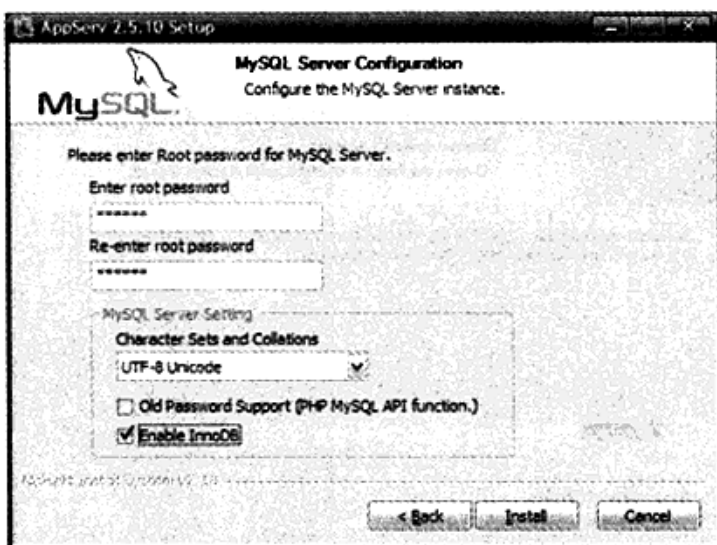 AppServ 2.5.10 Setup
MySQL Server Configuration
Configure the MySQL Server instance.
MySQL
Please enter Root password for MySQL Server.
Enter root password
******
Re-enter root password
******
MySQL Server Setting
Character Sets and Collations
UTF-8 Unicode
Old Password Support (PHP MySQL API function.)
Enable InnoDB
< Back Install Cancel